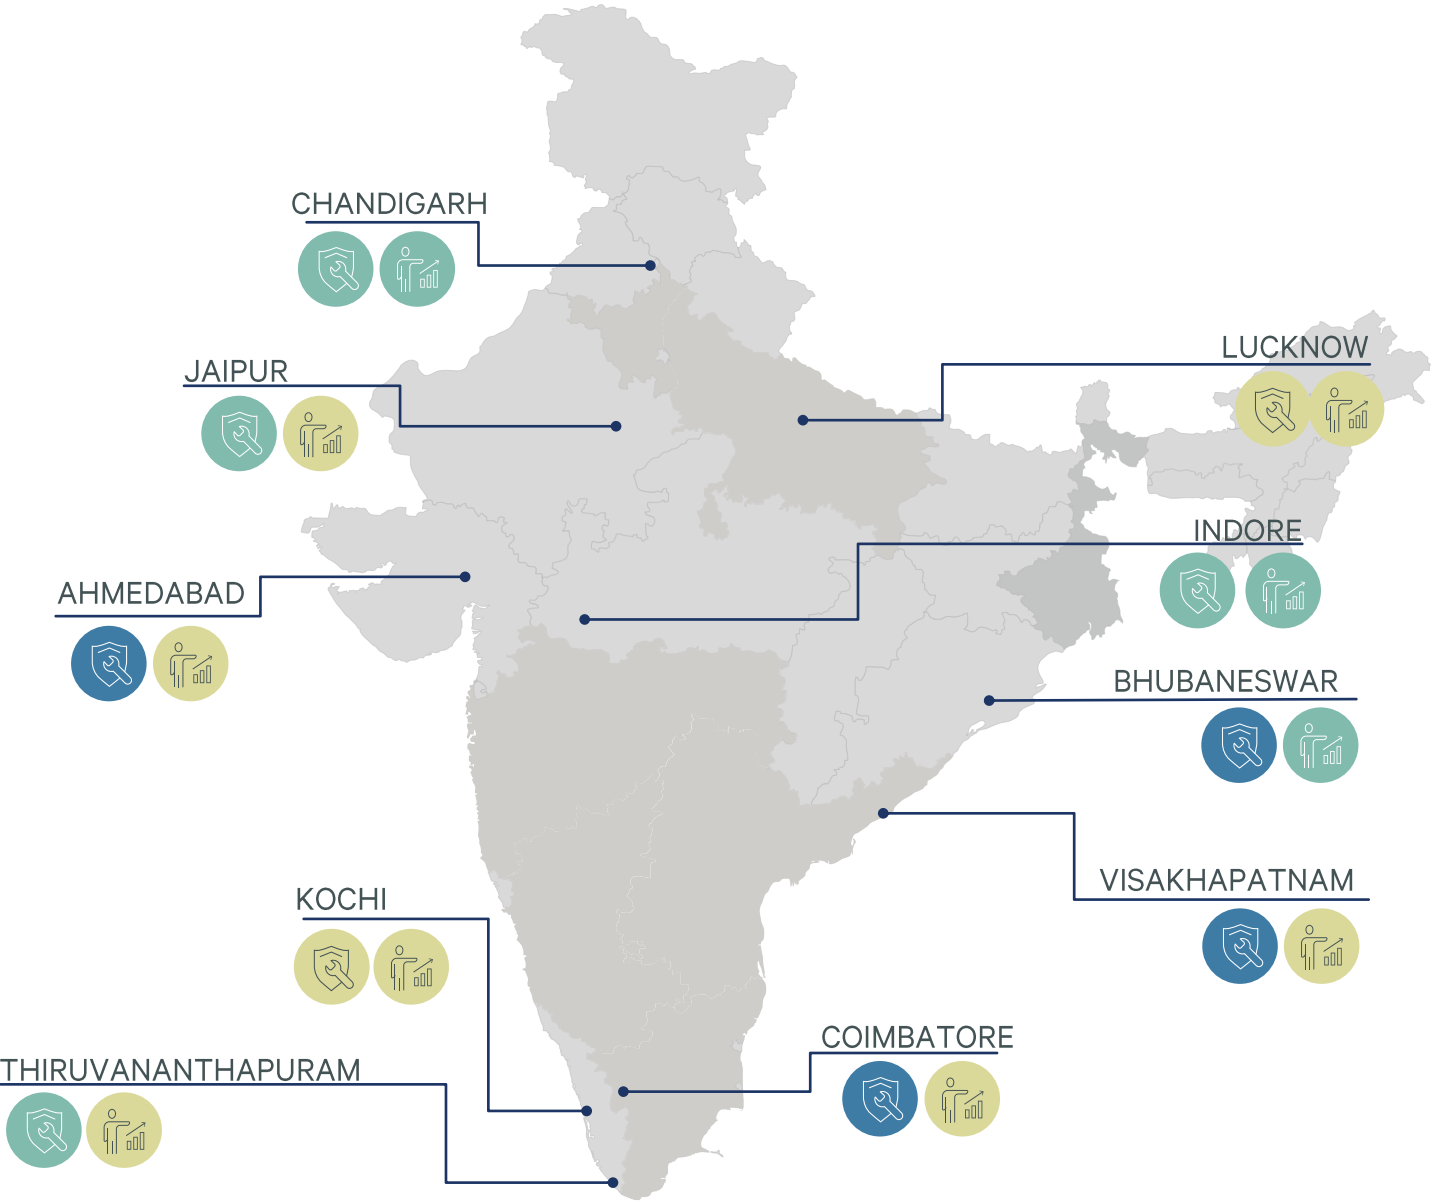 CHANDIGARH
LUCKNOW
JAIPUR
INDORE
AHMEDABAD
BHUBANESWAR
VISAKHAPATNAM
KOCHI
COIMBATORE
THIRUVANANTHAPURAM